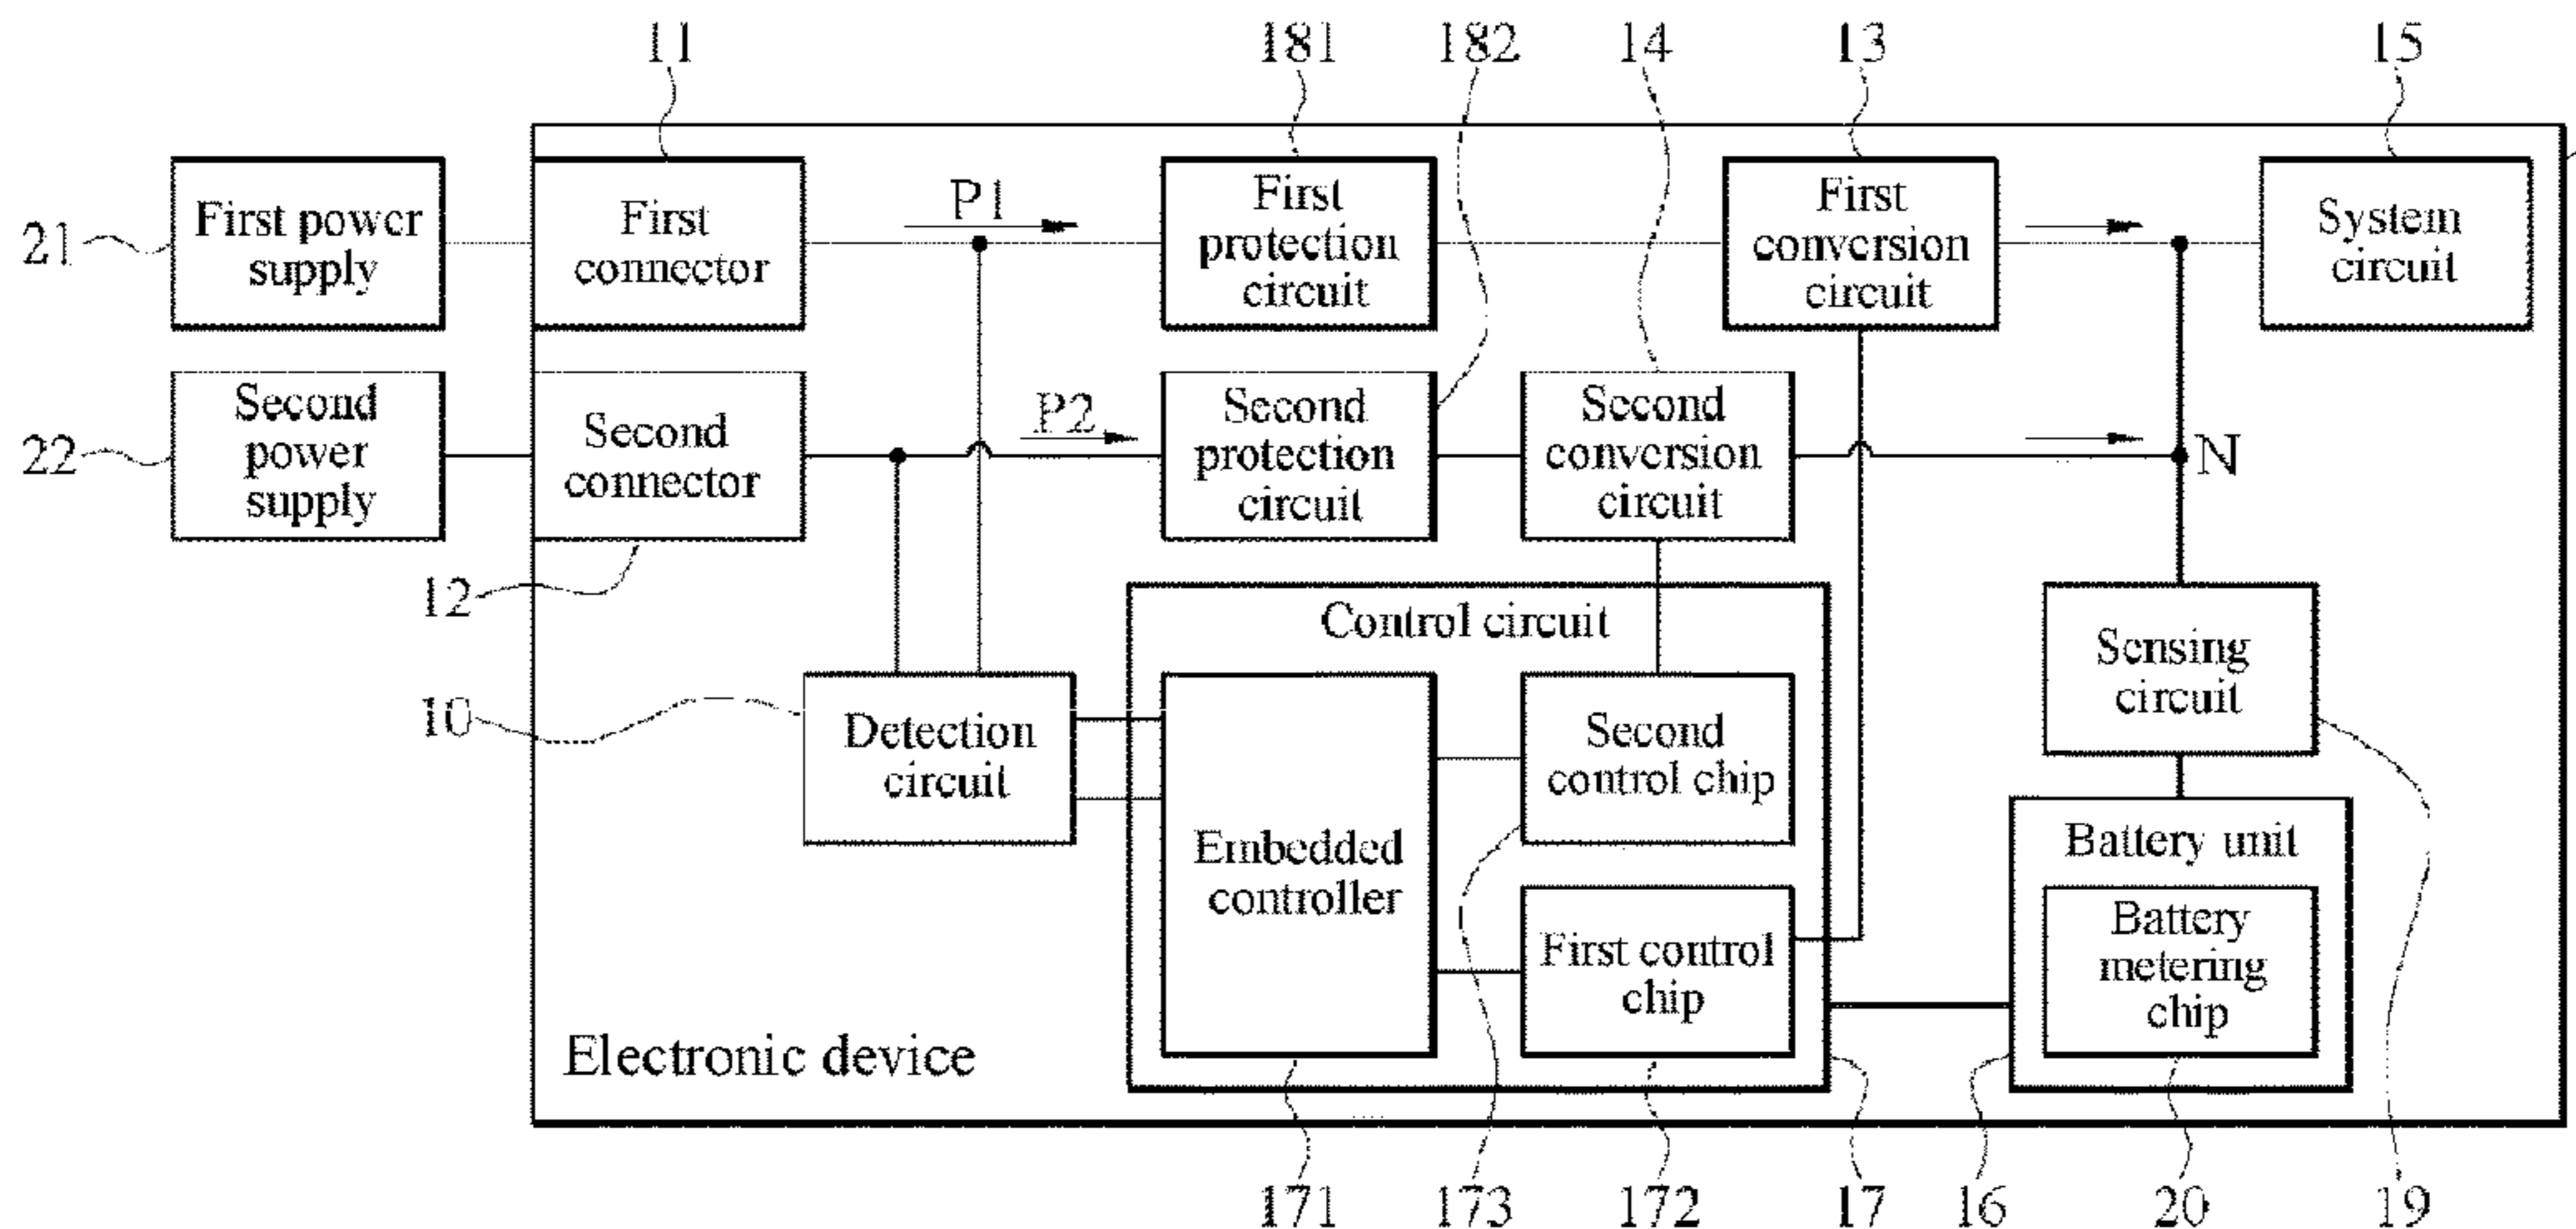 11
181
182
14
13
15
21
First power
supply
First
connector
P1
First
protection
circuit
First
conversion
circuit
System
circuit
22
Second
power
supply
Second
connector
P2
Second
protection
circuit
Second
conversion
circuit
N
12
Control circuit
Sensing
circuit
10
Detection
circuit
Embedded
controller
Second
control chip
First control
chip
Battery unit
Battery
metering
chip
Electronic device
171
173
172
17
16
20
19